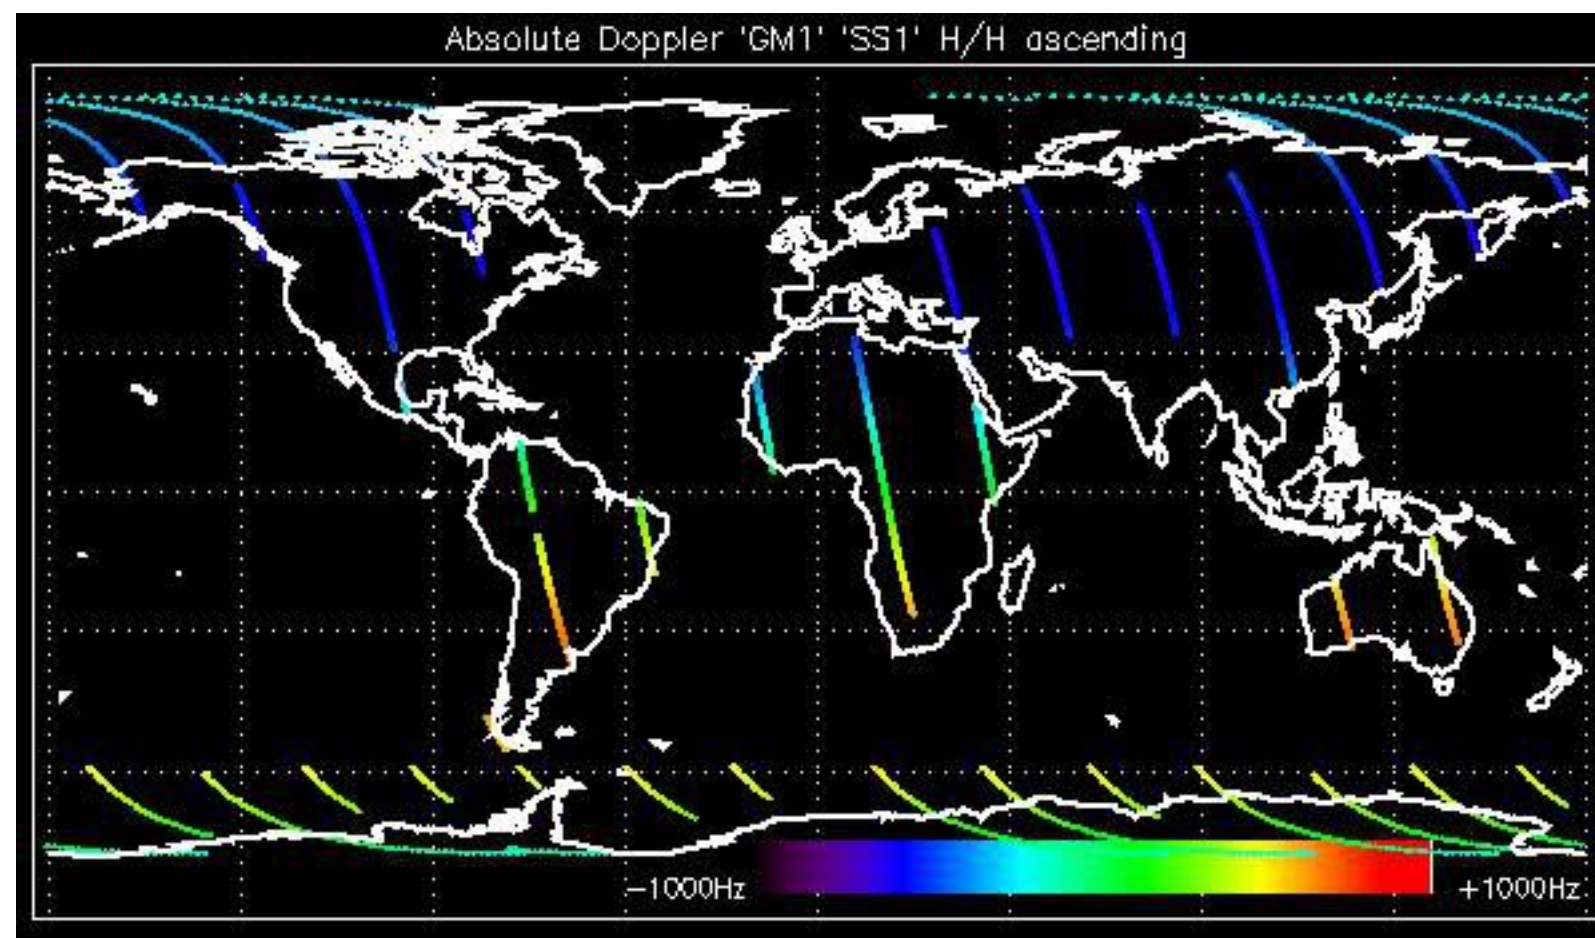 Absolute Doppler 'GM1' 'SS1' H/H ascending
−1000Hz
+1000Hz